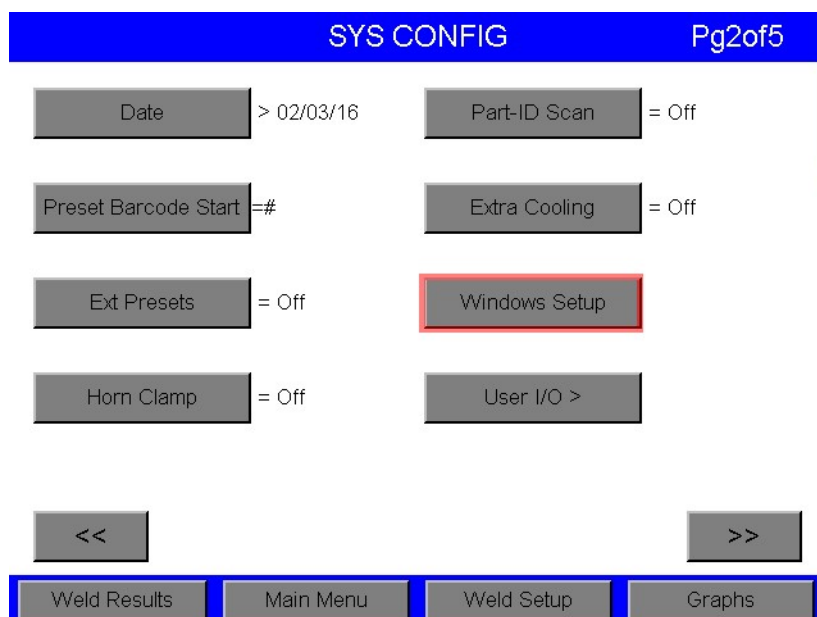 SYS CONFIG Pg2of5
Date > 02/03/16 Part-ID Scan = Off
Preset Barcode Start =# Extra Cooling = Off
Ext Presets = Off Windows Setup
Horn Clamp = Off User I/O >
<< >>
Weld Results Main Menu Weld Setup Graphs